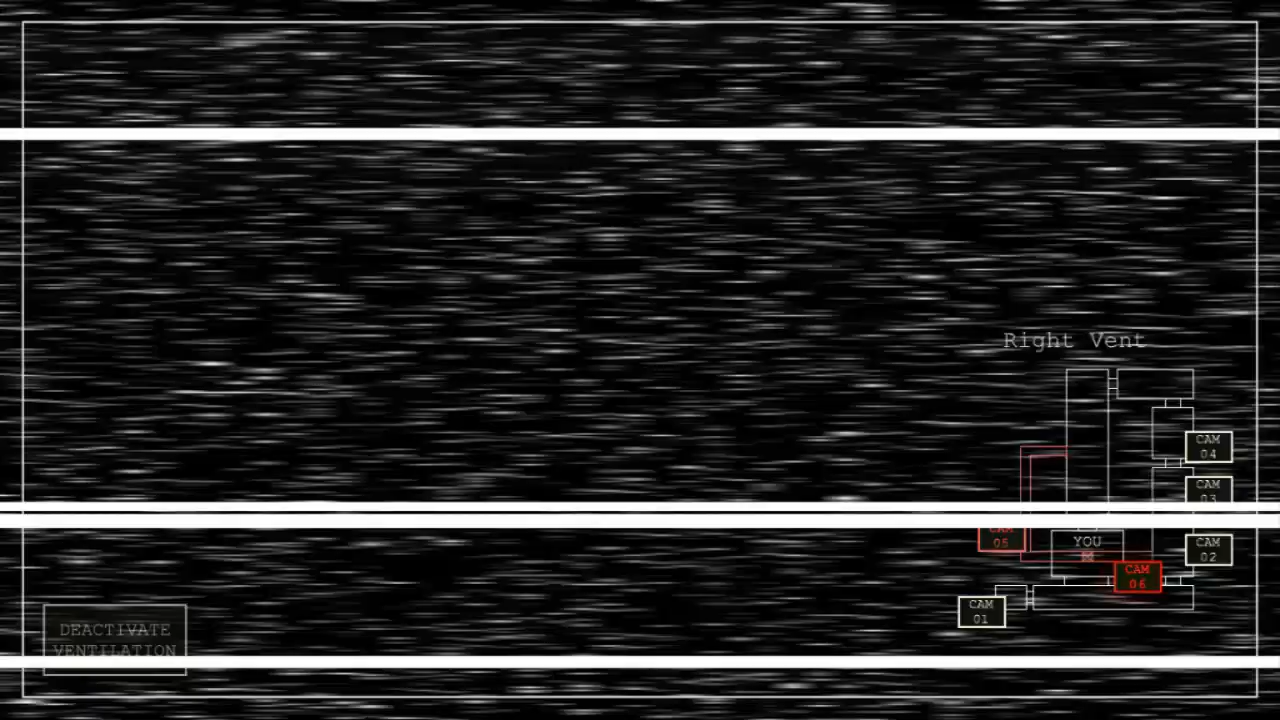 Right Vent
CAM
04
CAM
03
CAM
05
YOU
CAM
02
CAM
06
CAM
01
DEACTIVATE
VENTILATION